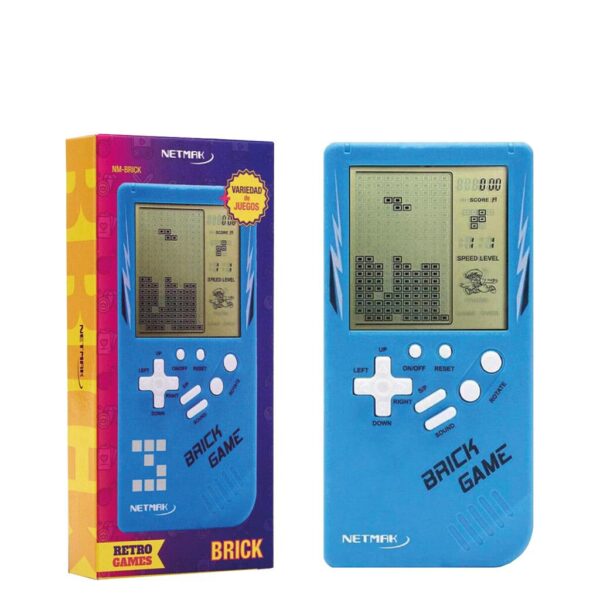 NETMAK
NM-BRICK
VARIEDAD
de
JUEGOS
SCORE
SPEED LEVEL
UP
LEFT
ON/OFF
RESET
RIGHT
S/P
ROTATE
DOWN
SOUND
BRICK
GAME
NETMAK
RETRO
GAMES
BRICK
NETMAK
000
SCORE
SPEED LEVEL
UP
LEFT
ON/OFF
RESET
RIGHT
S/P
ROTATE
DOWN
SOUND
BRICK
GAME
NETMAK